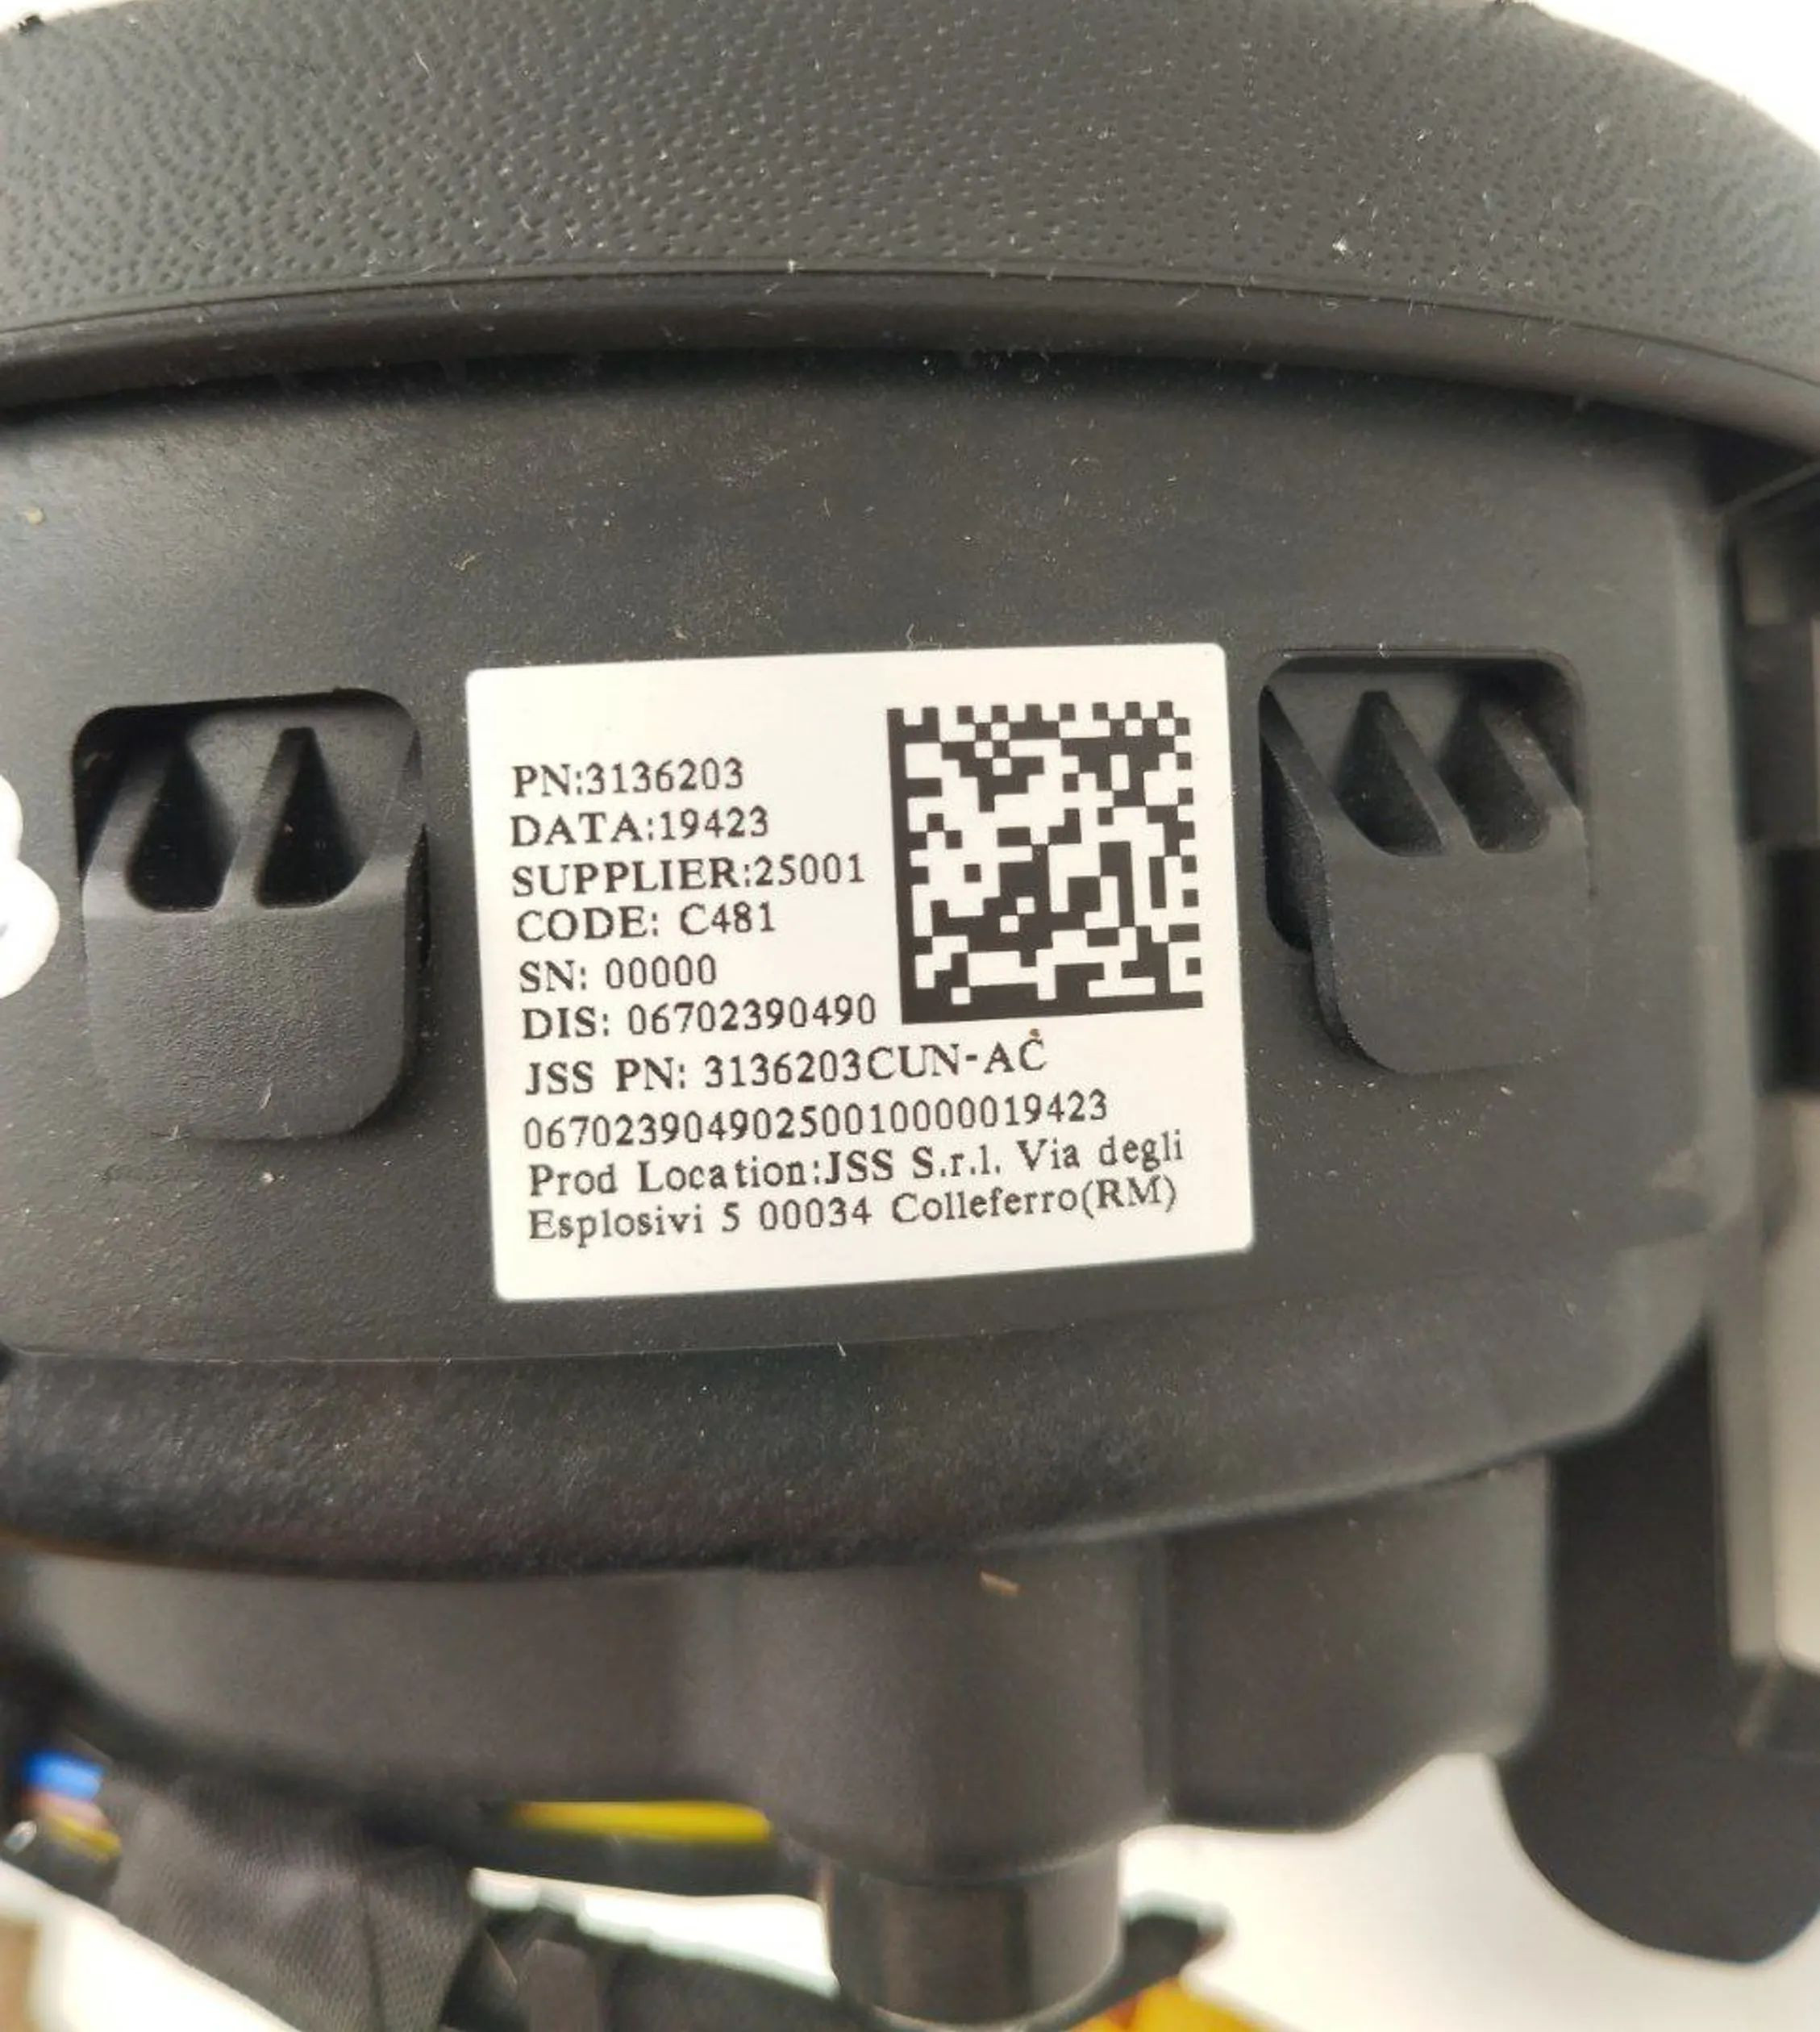 PN:3136203
DATA:19423
SUPPLIER:25001
CODE: C481
SN: 00000
DIS: 06702390490
JSS PN: 3136203CUN-AC
06702390490250010000019423
Prod Location:JSS S.r.l. Via degli
Esplosivi 5 00034 Colleferro(RM)